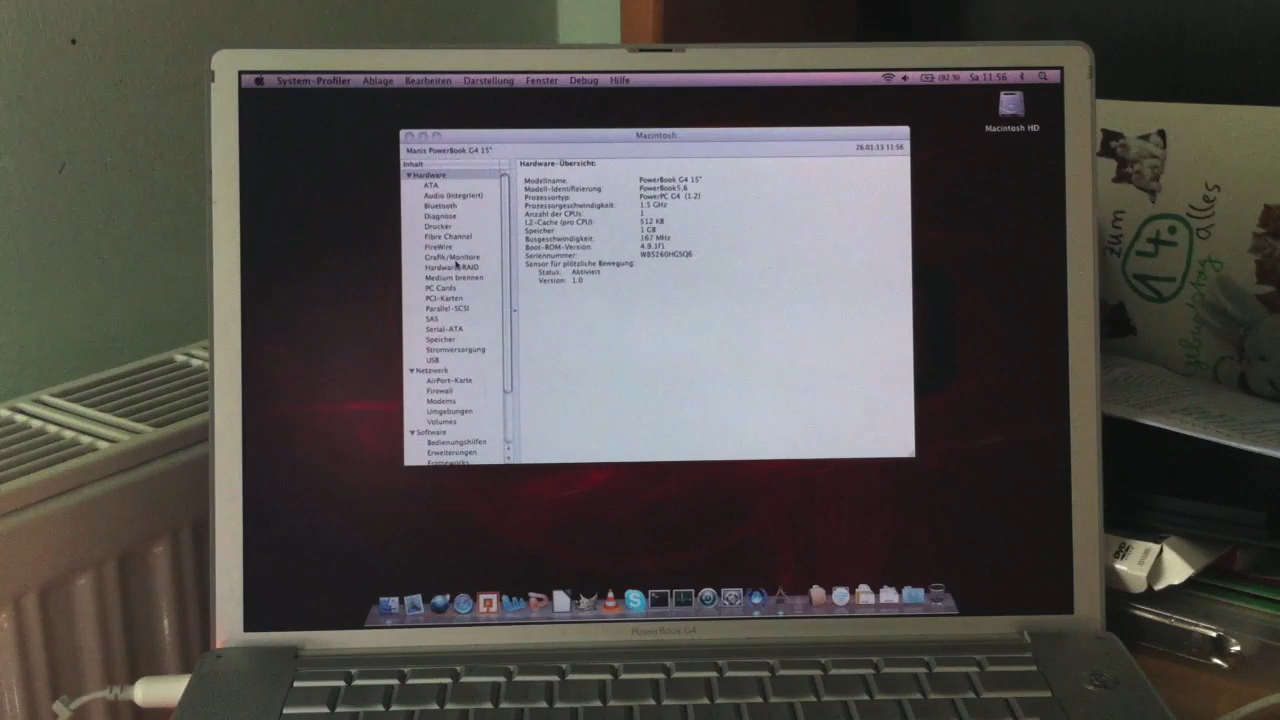 System-Profiler Ablage Bearbeiten Darstellung Fenster Debug Hilfe (92 %) Sa 11:56
Macintosh HD
Macintosh
Manis PowerBook G4 15" 26.01.13 11:56
Inhalt
Hardware
ATA
Audio (Integriert)
Bluetooth
Diagnose
Drucker
Fibre Channel
FireWire
Grafik/Monitore
Hardware-RAID
Medium brennen
PC Cards
PCI-Karten
Parallel-SCSI
SAS
Serial-ATA
Speicher
Stromversorgung
USB
Netzwerk
AirPort-Karte
Firewall
Modems
Umgebungen
Volumes
Software
Bedienungshilfen
Erweiterungen
Frameworks
Hardware-Übersicht:
Modellname: PowerBook G4 15"
Modell-Identifizierung: PowerBook5,6
Prozessortyp: PowerPC G4 (1.2)
Prozessorgeschwindigkeit: 1.5 GHz
Anzahl der CPUs: 1
L2-Cache (pro CPU): 512 KB
Speicher: 1 GB
Busgeschwindigkeit: 167 MHz
Boot-ROM-Version: 4.9.1f1
Seriennummer: W85260HGSQ6
Sensor für plötzliche Bewegung:
Status: Aktiviert
Version: 1.0
PowerBook G4
zum
14.
geburtstag
alles
DVD